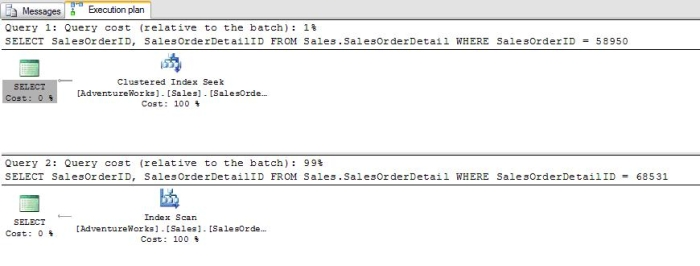 Messages Execution plan
Query 1: Query cost (relative to the batch): 1%
SELECT SalesOrderID, SalesOrderDetailID FROM Sales.SalesOrderDetail WHERE SalesOrderID = 58950
SELECT
Cost: 0 %
Clustered Index Seek
[AdventureWorks].[Sales].[SalesOrde…
Cost: 100 %
Query 2: Query cost (relative to the batch): 99%
SELECT SalesOrderID, SalesOrderDetailID FROM Sales.SalesOrderDetail WHERE SalesOrderDetailID = 68531
SELECT
Cost: 0 %
Index Scan
[AdventureWorks].[Sales].[SalesOrde…
Cost: 100 %